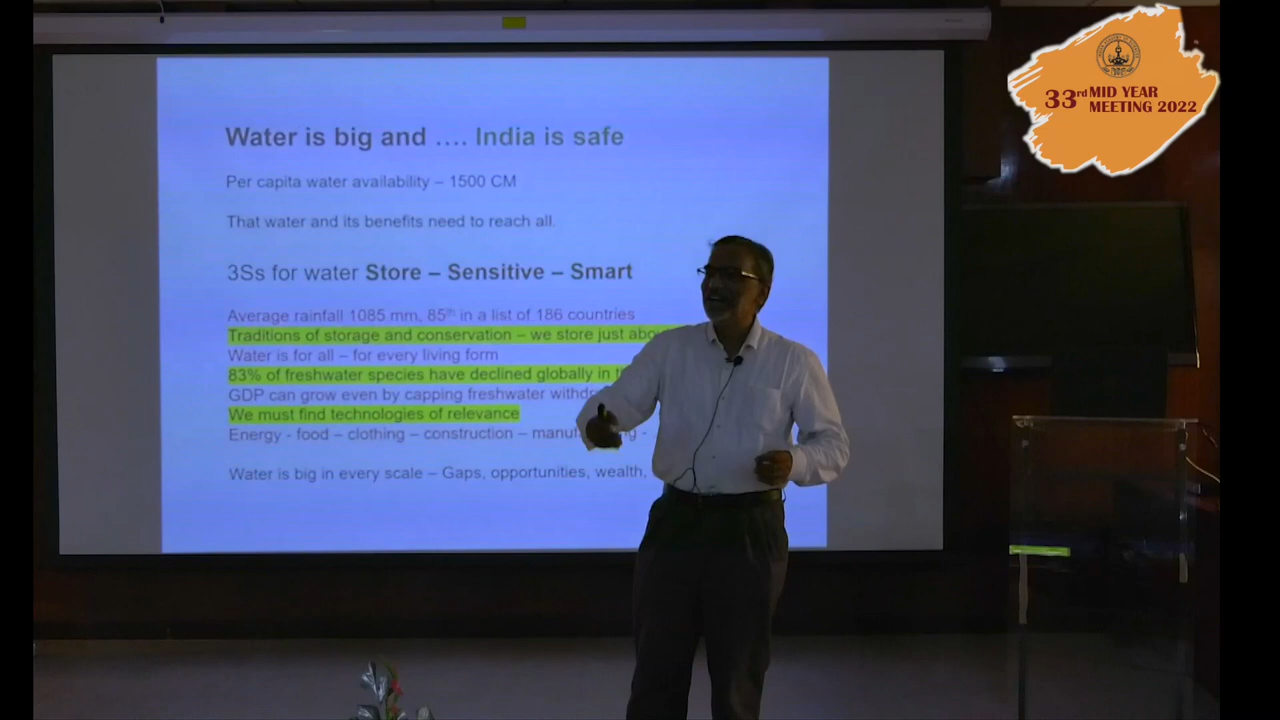 Water is big and .... India is safe
Per capita water availability – 1500 CM
That water and its benefits need to reach all.
3Ss for water Store – Sensitive – Smart
Average rainfall 1085 mm, 85th in a list of 186 countries
Traditions of storage and conservation – we store just
Water is for all – for every living form
83% of freshwater species have declined globally in
GDP can grow even by capping freshwater
We must find technologies of relevance
Energy - food – clothing – construction –
Water is big in every scale – Gaps, opportunities, wealth,
33rd MID YEAR
MEETING 2022